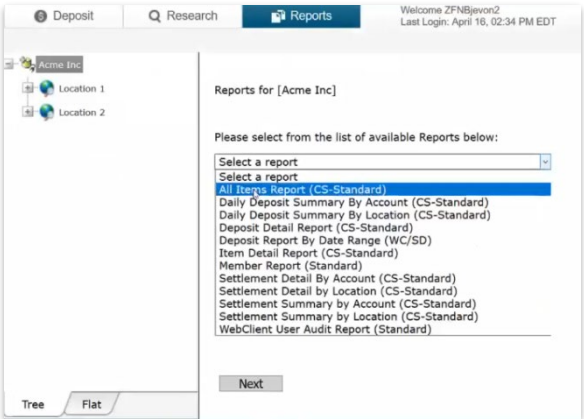 Deposit
Research
Reports
Welcome ZFNBjevon2
Last Login: April 16, 02:34 PM EDT
Acme Inc
Location 1
Location 2
Reports for [Acme Inc]
Please select from the list of available Reports below:
Select a report
Select a report
All Items Report (CS-Standard)
Daily Deposit Summary By Account (CS-Standard)
Daily Deposit Summary By Location (CS-Standard)
Deposit Detail Report (CS-Standard)
Deposit Report By Date Range (WC/SD)
Item Detail Report (CS-Standard)
Member Report (Standard)
Settlement Detail By Account (CS-Standard)
Settlement Detail by Location (CS-Standard)
Settlement Summary by Account (CS-Standard)
Settlement Summary by Location (CS-Standard)
WebClient User Audit Report (Standard)
Next
Tree
Flat